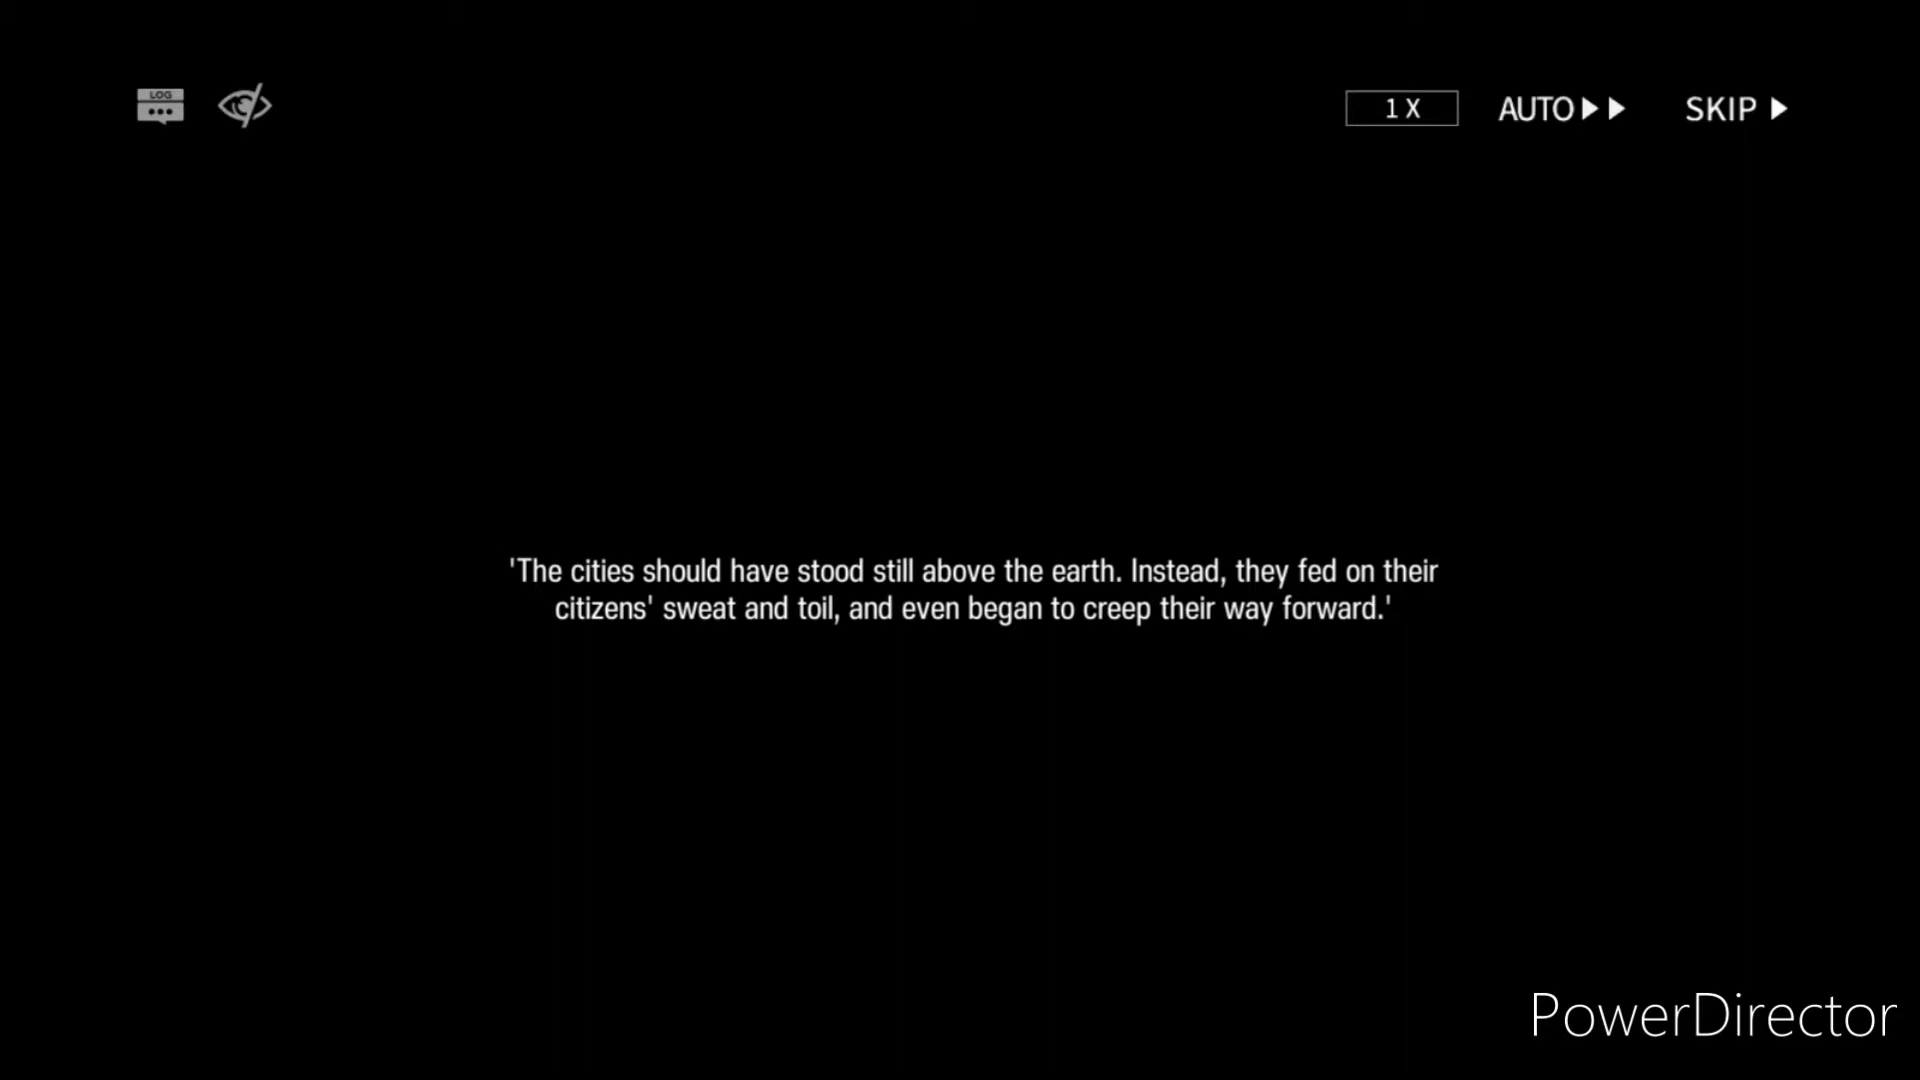 LOG
1 X
AUTO
SKIP
'The cities should have stood still above the earth. Instead, they fed on their
citizens' sweat and toil, and even began to creep their way forward.'
PowerDirector